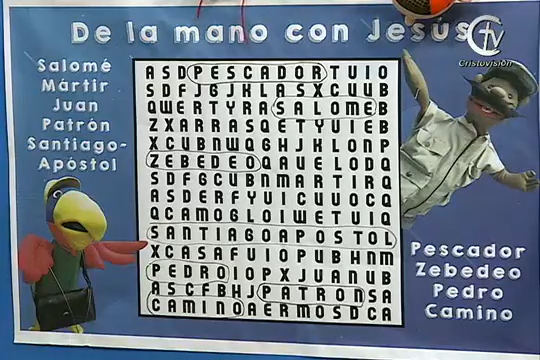 De la mano con Jesús
CTV
Cristovisión
Salomé
Mártir
Juan
Patrón
Santiago-
Apóstol
ASDPESCADORTUIO
SDFJGJKLASXCUUB
QWERTYRASALOMEB
ZXARRASQETYUIEB
XCUBNWQGHJKLONP
ZEBEDEOQAUELODQ
SDFGCUBNMARTIRQ
ASDERFYUICUUOCQ
QCAMOGLOIWETUIQ
SANTIAGOAPOSTOL
XCASAFUIOPUBHNM
PEDROIOPXJUANUB
ASCFBHJPATRONSA
CAMINOAERMOSDCA
Pescador
Zebedeo
Pedro
Camino